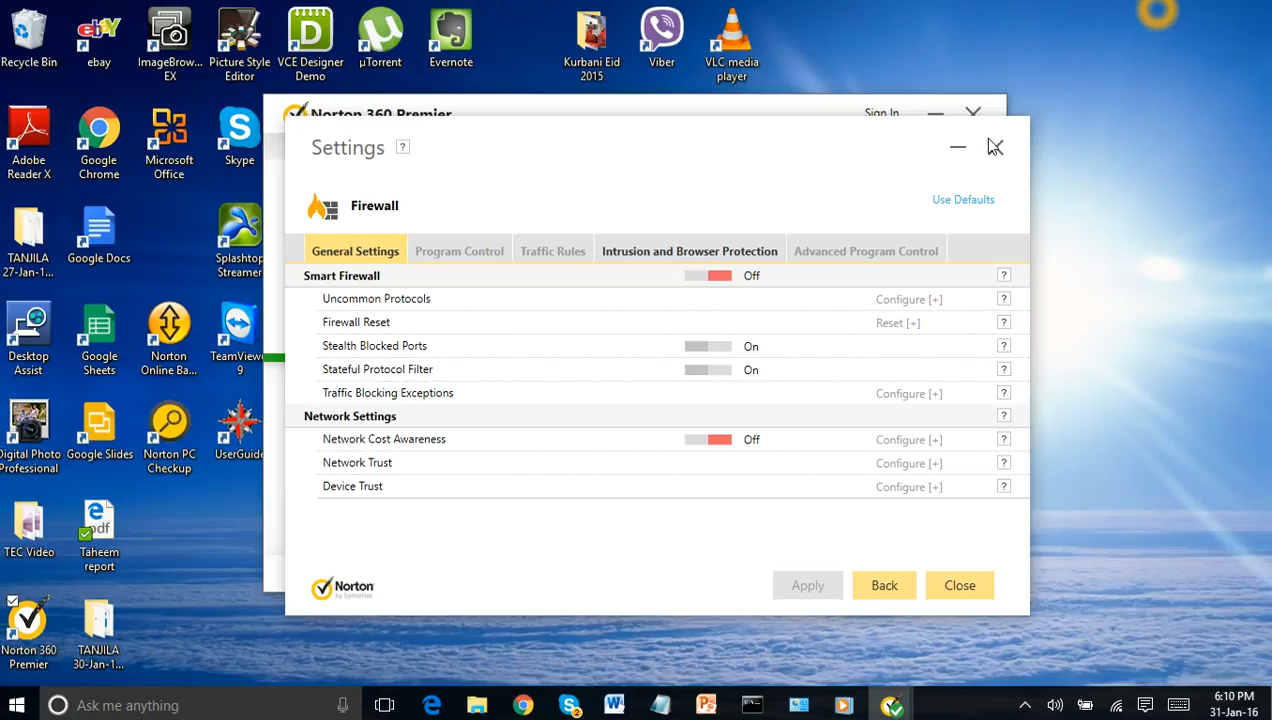 Recycle Bin
ebay
ImageBrow...
EX
Picture Style
Editor
VCE Designer
Demo
µTorrent
Evernote
Kurbani Eid
2015
Viber
VLC media
player
Adobe
Reader X
Google
Chrome
Microsoft
Office
Skype
TANJILA
27-Jan-1...
Google Docs
Splashtop
Streamer
Desktop
Assist
Google
Sheets
Norton
Online Ba...
TeamViewe
9
Digital Photo
Professional
Google Slides
Norton PC
Checkup
UserGuide
TEC Video
Taheem
report
Norton 360
Premier
TANJILA
30-Jan-1...
Norton 360 Premier
Sign In
Settings ?
Firewall
Use Defaults
General Settings
Program Control
Traffic Rules
Intrusion and Browser Protection
Advanced Program Control
Smart Firewall Off ?
Uncommon Protocols Configure [+] ?
Firewall Reset Reset [+] ?
Stealth Blocked Ports On ?
Stateful Protocol Filter On ?
Traffic Blocking Exceptions Configure [+] ?
Network Settings ?
Network Cost Awareness Off Configure [+] ?
Network Trust Configure [+] ?
Device Trust Configure [+] ?
Norton
by Symantec
Apply
Back
Close
Ask me anything
6:10 PM
31-Jan-16